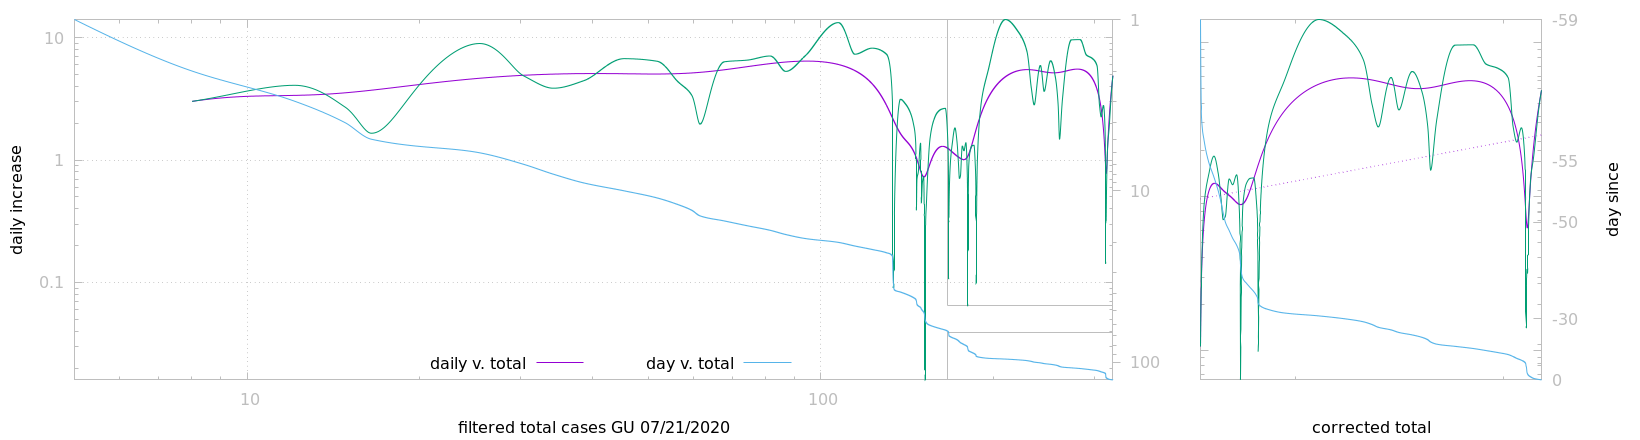 daily increase
10
1
0.1
daily v. total
day v. total
10
100
filtered total cases GU 07/21/2020
1
10
100
-59
-55
-50
-30
0
day since
corrected total